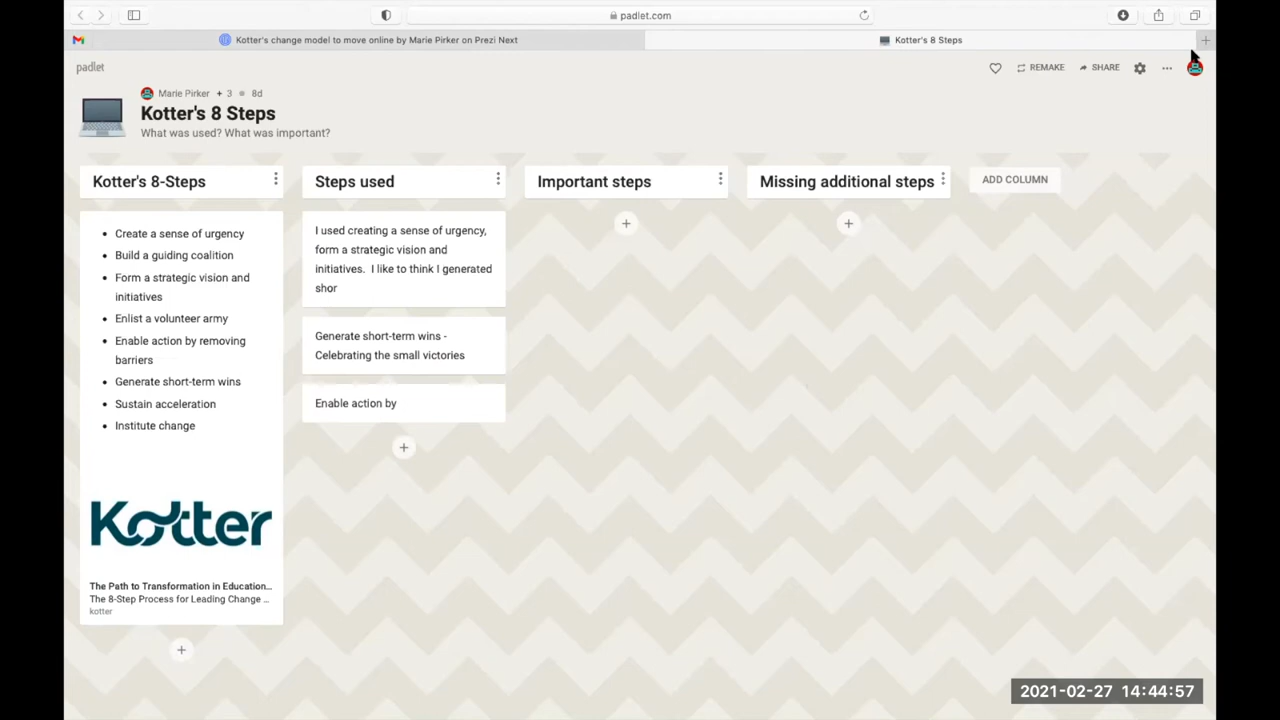 padlet.com
Kotter's change model to move online by Marie Pirker on Prezi Next
Kotter's 8 Steps
padlet
REMAKE
SHARE
Marie Pirker + 3 8d
Kotter's 8 Steps
What was used? What was important?
Kotter's 8-Steps
• Create a sense of urgency
• Build a guiding coalition
• Form a strategic vision and
initiatives
• Enlist a volunteer army
• Enable action by removing
barriers
• Generate short-term wins
• Sustain acceleration
• Institute change
Kotter
The Path to Transformation in Education...
The 8-Step Process for Leading Change ...
kotter
Steps used
I used creating a sense of urgency,
form a strategic vision and
initiatives. I like to think I generated
shor
Generate short-term wins -
Celebrating the small victories
Enable action by
Important steps
Missing additional steps
ADD COLUMN
2021-02-27 14:44:57